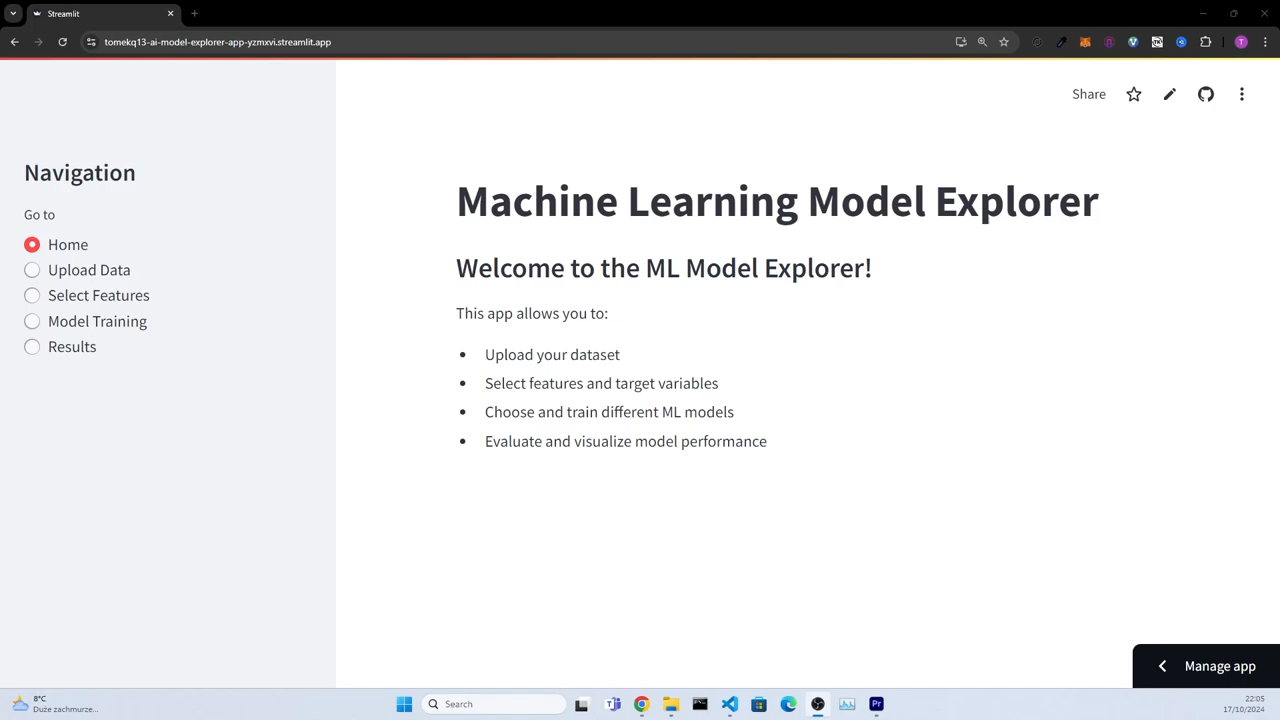 Streamlit
tomekq13-ai-model-explorer-app-yzmxvi.streamlit.app
Share
Navigation
Go to
Home
Upload Data
Select Features
Model Training
Results
Machine Learning Model Explorer
Welcome to the ML Model Explorer!
This app allows you to:
Upload your dataset
Select features and target variables
Choose and train different ML models
Evaluate and visualize model performance
Manage app
8°C
Duże zachmurze...
Search
Pr
22:05
17/10/2024